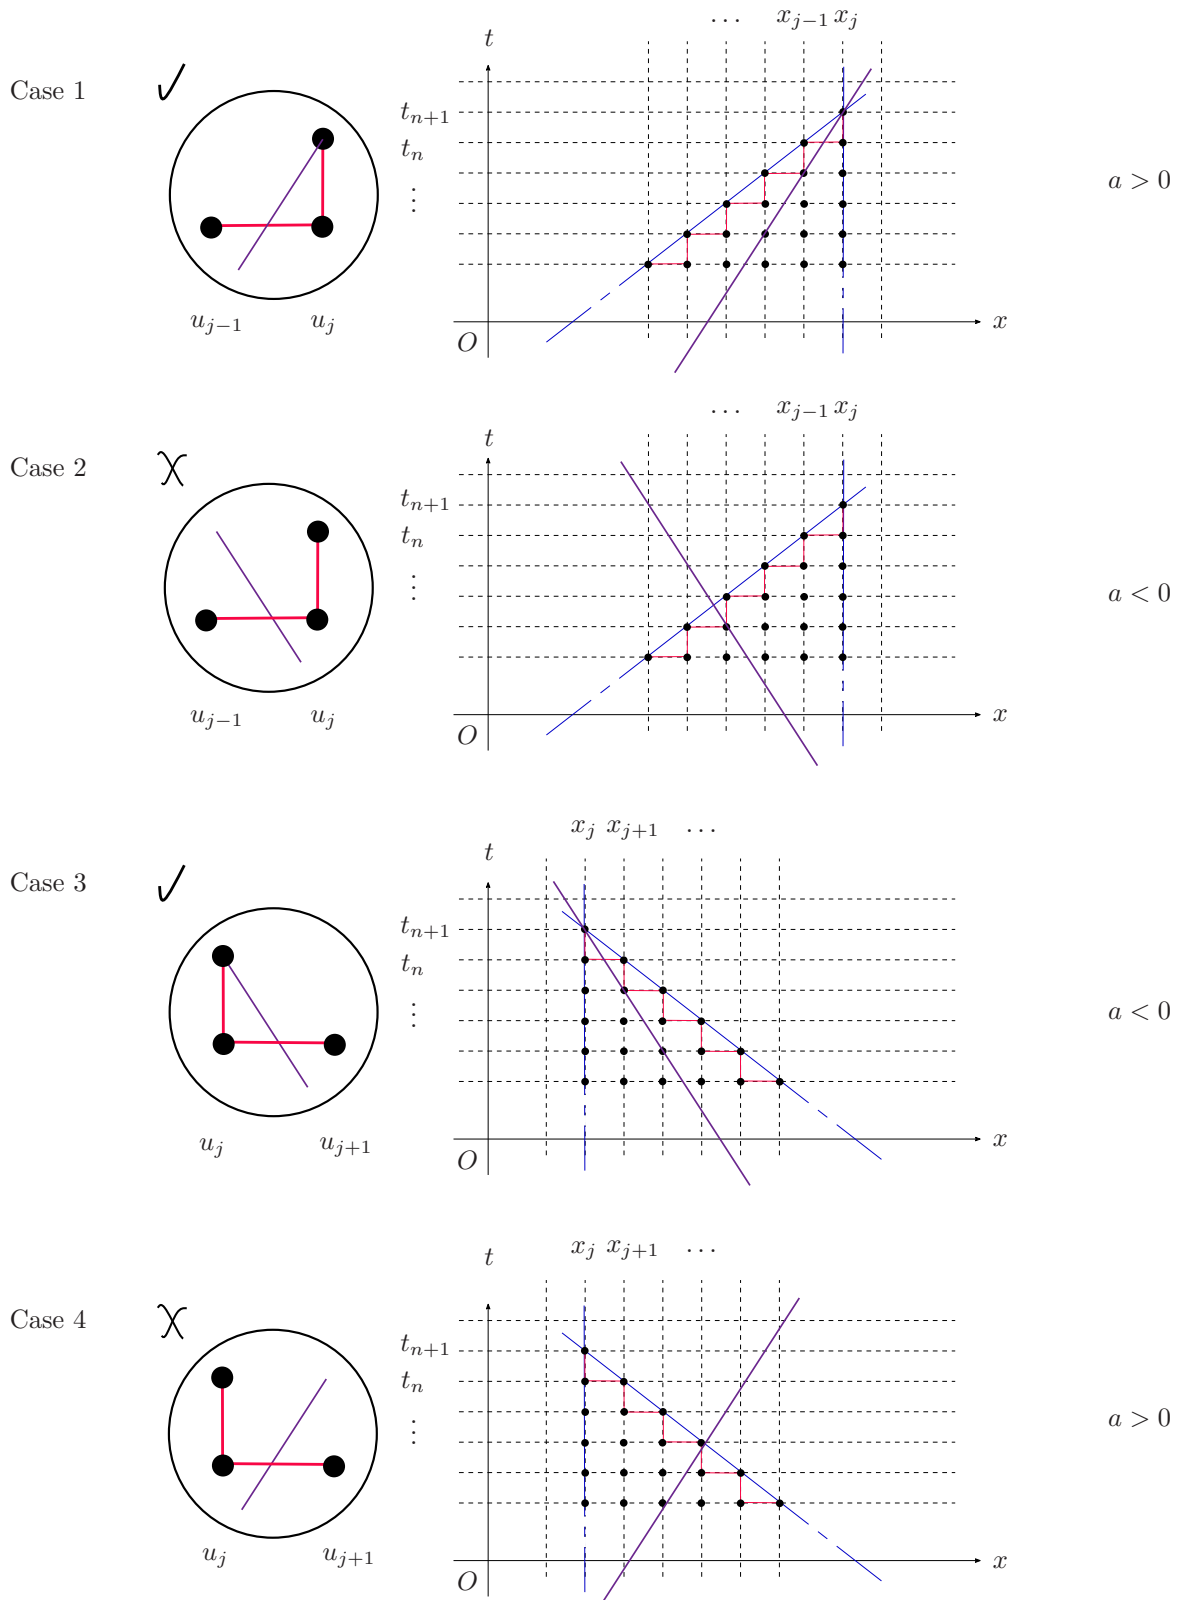 … x_{j−1} x_j
t
Case 1
t_{n+1}
t_n
⋮
a > 0
u_{j−1} u_j
x
O
… x_{j−1} x_j
t
Case 2
t_{n+1}
t_n
⋮
a < 0
u_{j−1} u_j
x
O
x_j x_{j+1} …
t
Case 3
t_{n+1}
t_n
⋮
a < 0
u_j u_{j+1}
x
O
x_j x_{j+1} …
t
Case 4
t_{n+1}
t_n
⋮
a > 0
u_j u_{j+1}
x
O